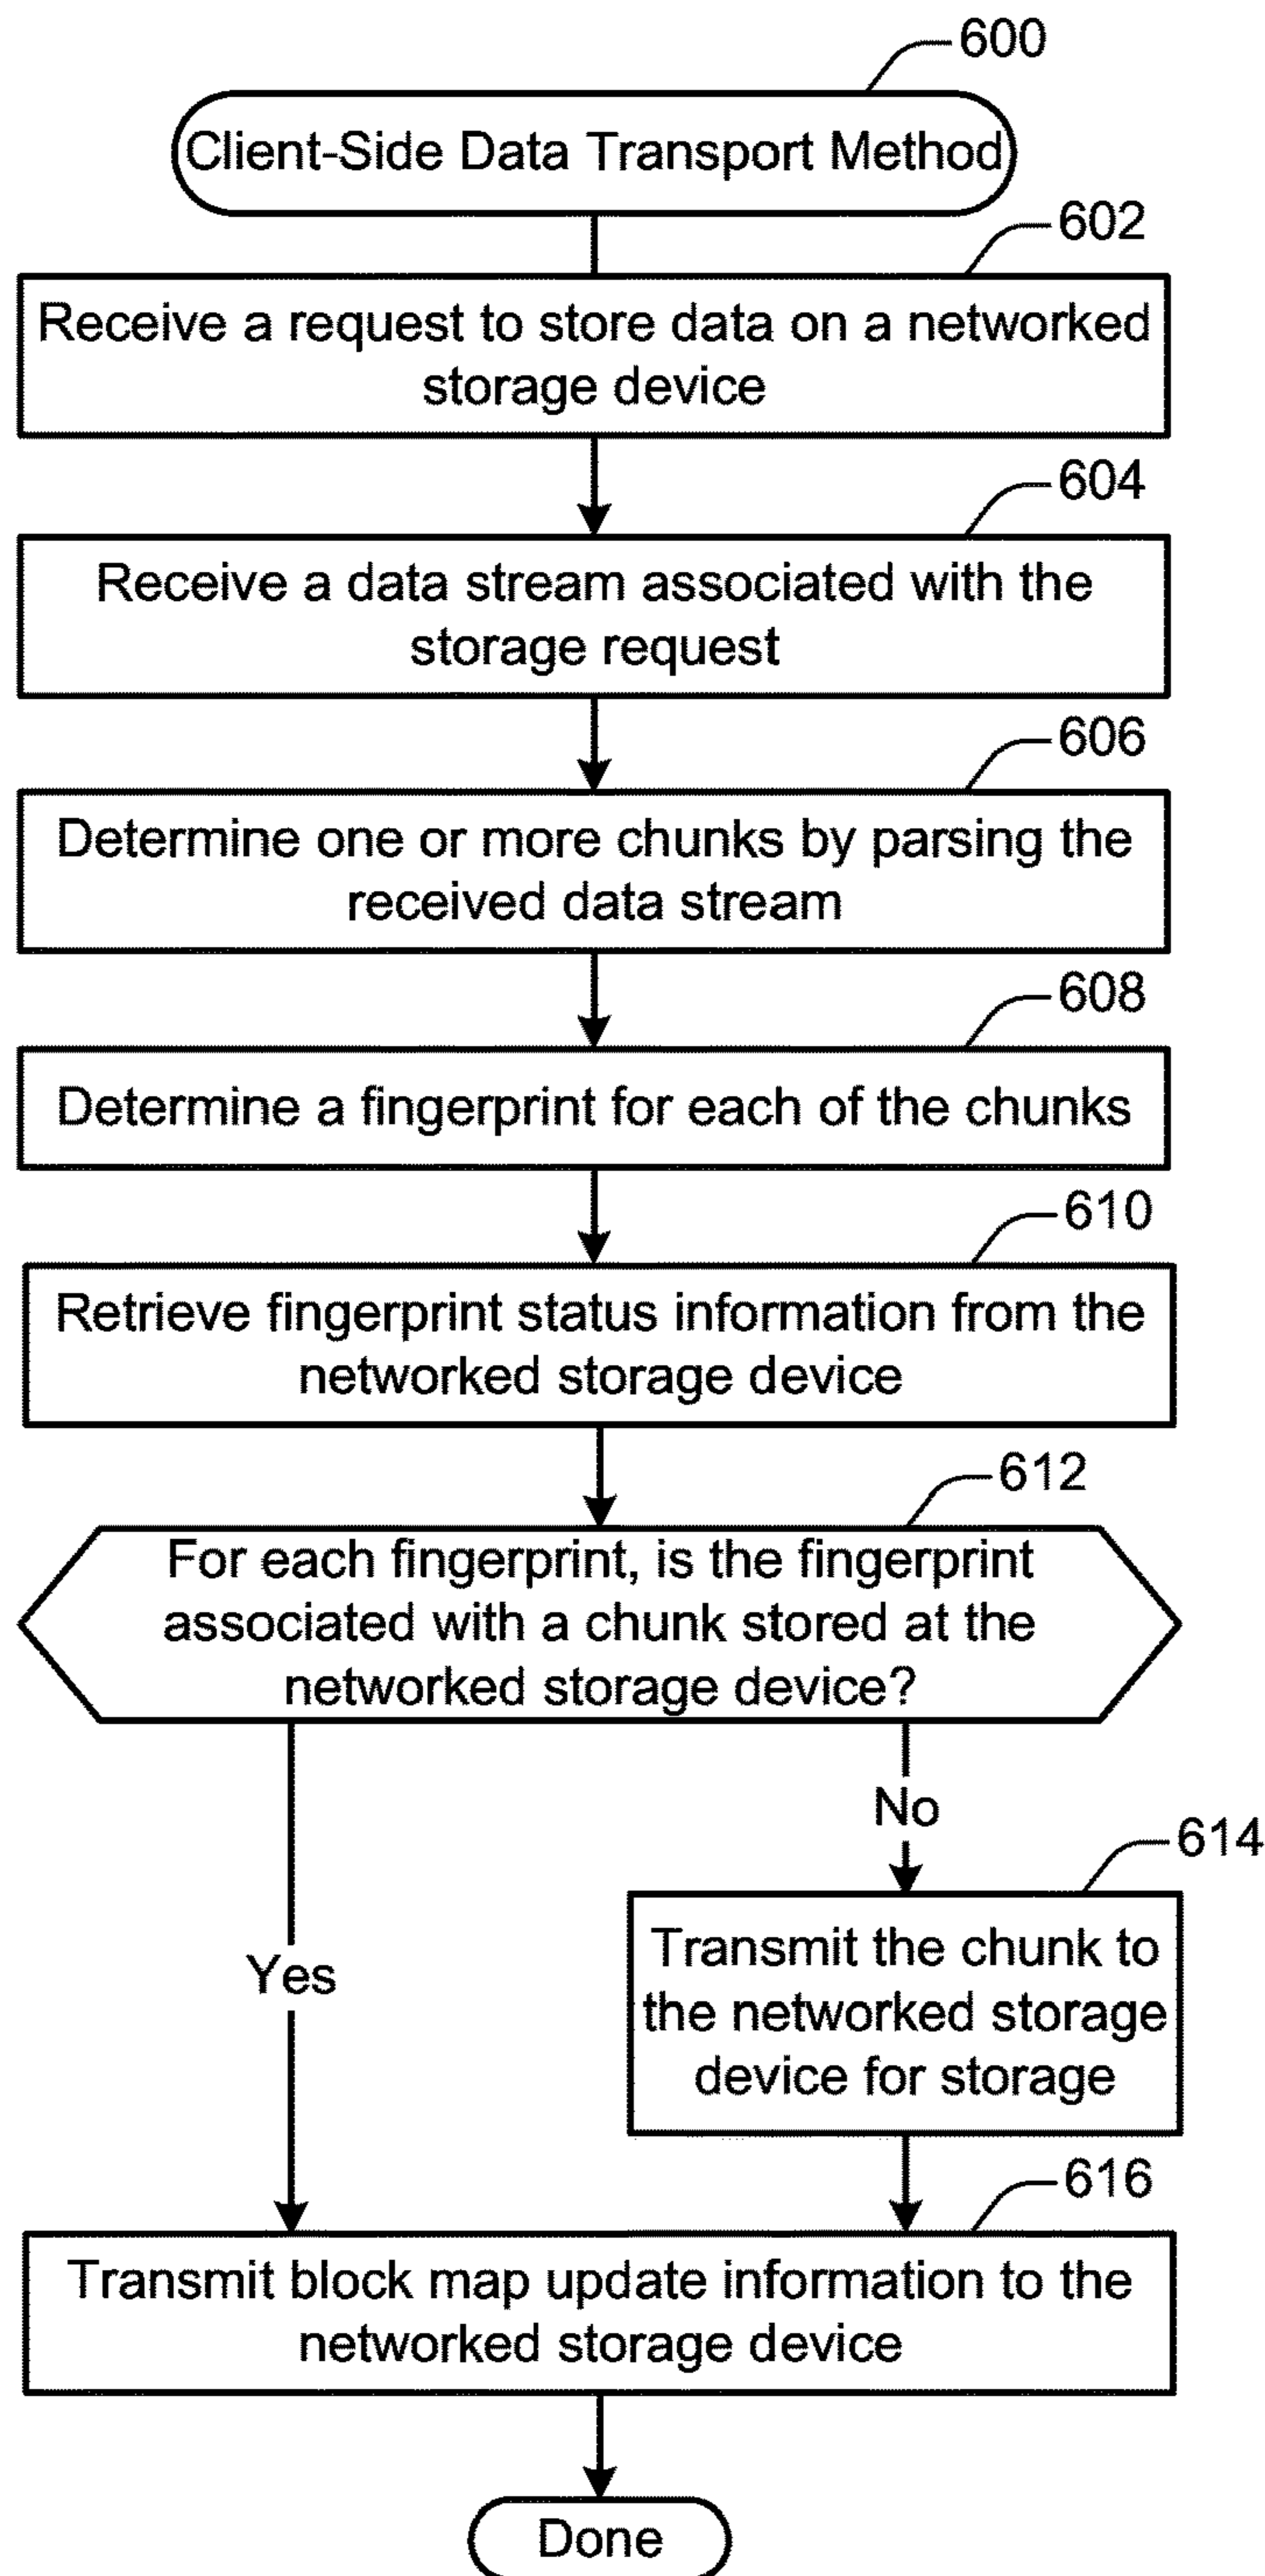 600
Client-Side Data Transport Method
602
Receive a request to store data on a networked
storage device
604
Receive a data stream associated with the
storage request
606
Determine one or more chunks by parsing the
received data stream
608
Determine a fingerprint for each of the chunks
610
Retrieve fingerprint status information from the
networked storage device
612
For each fingerprint, is the fingerprint
associated with a chunk stored at the
networked storage device?
No
614
Transmit the chunk to
the networked storage
device for storage
Yes
616
Transmit block map update information to the
networked storage device
Done